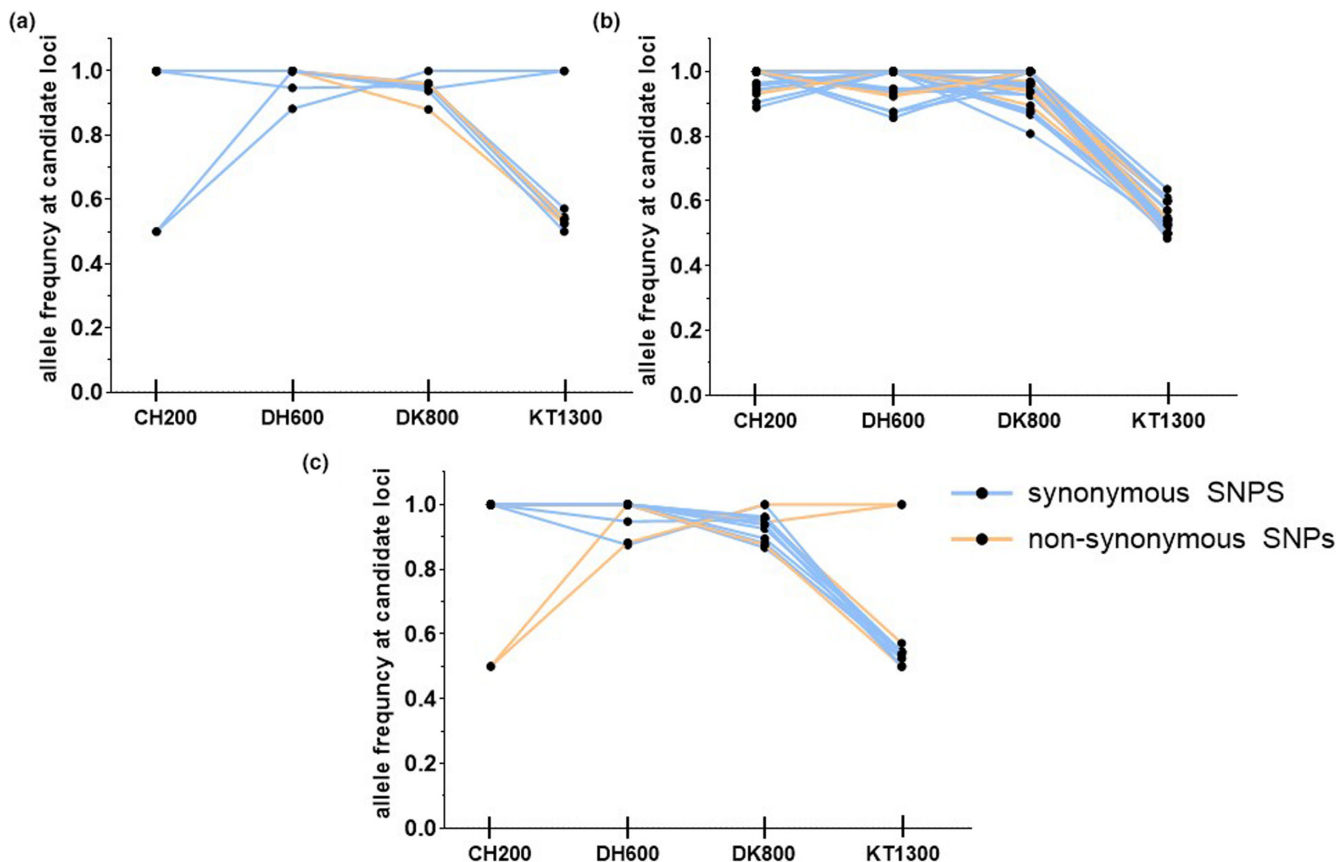 (a)
allele frequncy at candidate loci
1.0
0.8
0.6
0.4
0.2
0.0
CH200 DH600 DK800 KT1300
(b)
allele frequncy at candidate loci
1.0
0.8
0.6
0.4
0.2
0.0
CH200 DH600 DK800 KT1300
(c)
allele frequncy at candidate loci
1.0
0.8
0.6
0.4
0.2
0.0
CH200 DH600 DK800 KT1300
synonymous SNPS
non-synonymous SNPs